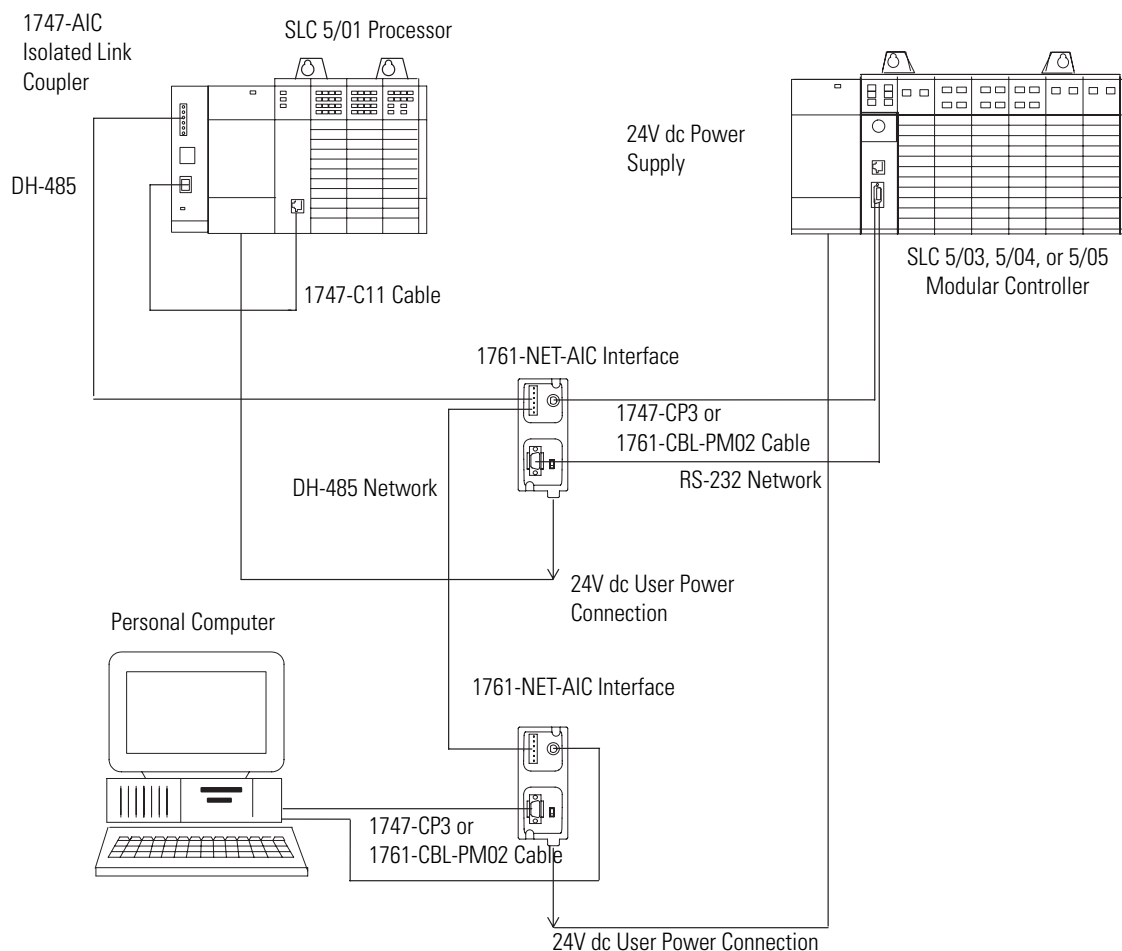 1747-AIC
Isolated Link
Coupler
SLC 5/01 Processor
24V dc Power
Supply
DH-485
SLC 5/03, 5/04, or 5/05
Modular Controller
1747-C11 Cable
1761-NET-AIC Interface
1747-CP3 or
1761-CBL-PM02 Cable
RS-232 Network
DH-485 Network
24V dc User Power
Connection
Personal Computer
1761-NET-AIC Interface
1747-CP3 or
1761-CBL-PM02 Cable
24V dc User Power Connection